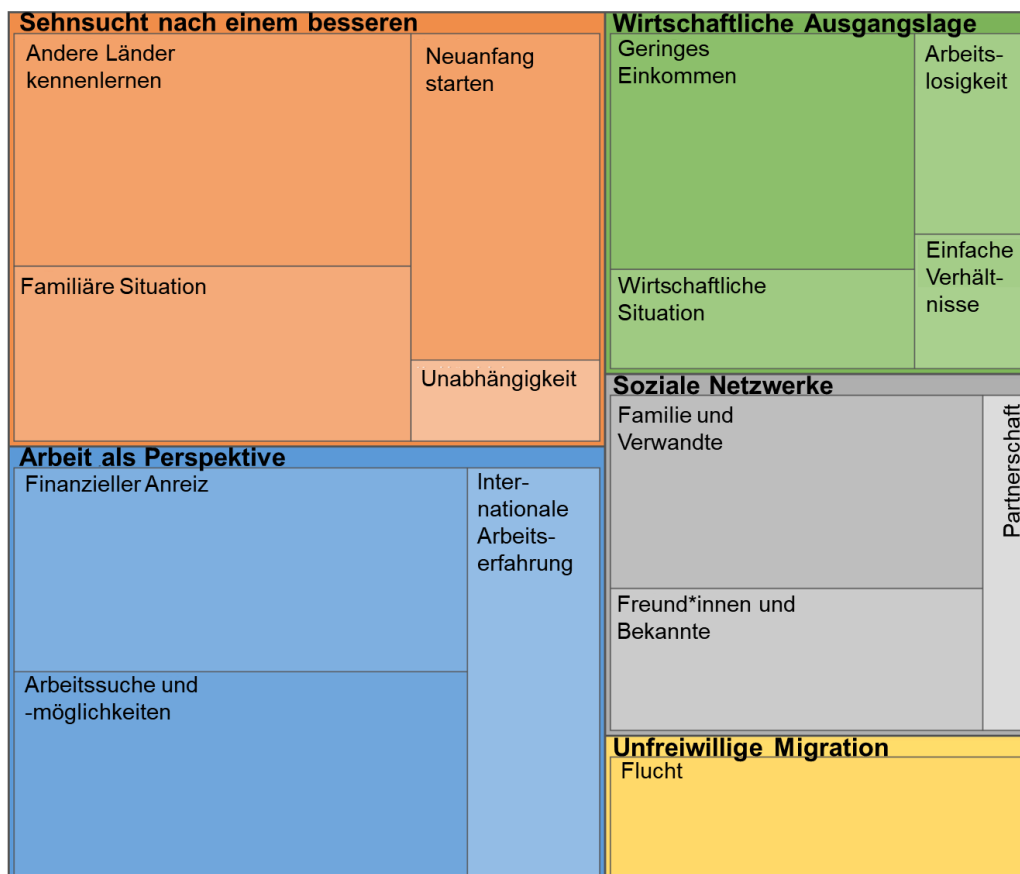 Sehnsucht nach einem besseren
Andere Länder
kennenlernen
Neuanfang
starten
Familiäre Situation
Unabhängigkeit
Arbeit als Perspektive
Finanzieller Anreiz
Inter-
nationale
Arbeits-
erfahrung
Arbeitssuche und
-möglichkeiten
Wirtschaftliche Ausgangslage
Geringes
Einkommen
Arbeits-
losigkeit
Wirtschaftliche
Situation
Einfache
Verhält-
nisse
Soziale Netzwerke
Familie und
Verwandte
Partnerschaft
Freund*innen und
Bekannte
Unfreiwillige Migration
Flucht